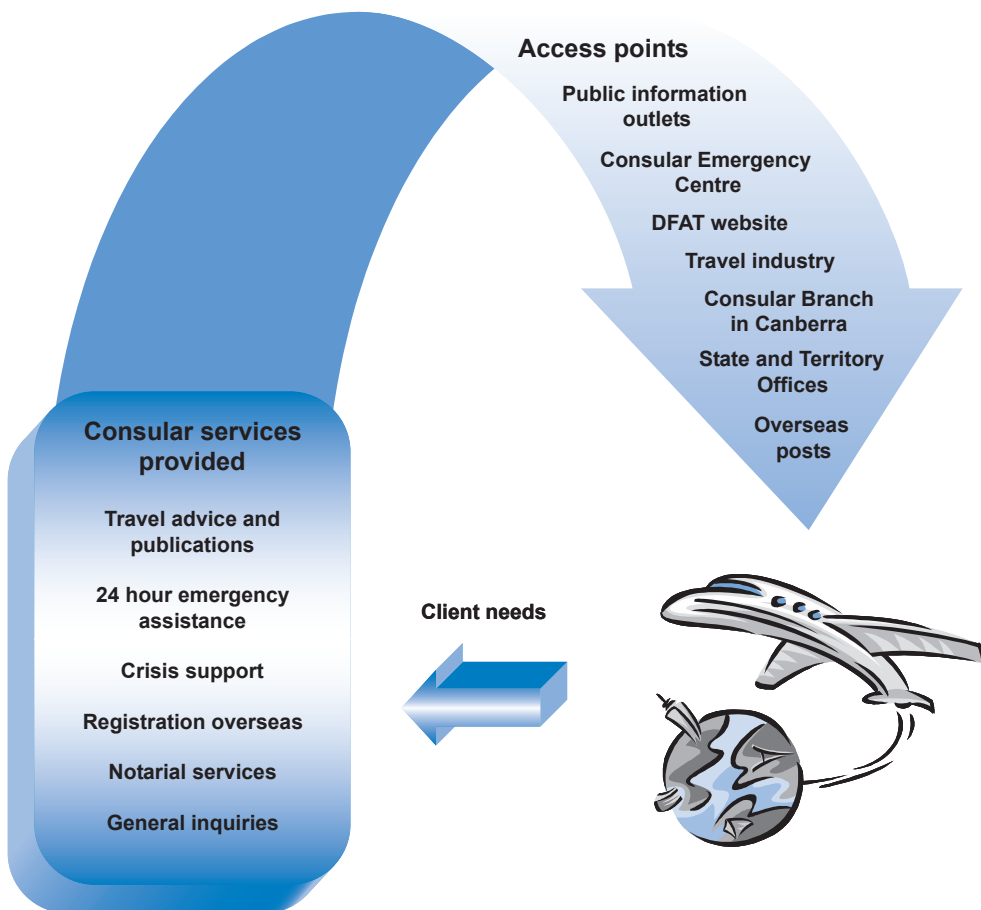 Access points
Public information
outlets
Consular Emergency
Centre
DFAT website
Travel industry
Consular Branch
in Canberra
State and Territory
Offices
Overseas
posts
Consular services
provided
Travel advice and
publications
24 hour emergency
assistance
Crisis support
Registration overseas
Notarial services
General inquiries
Client needs